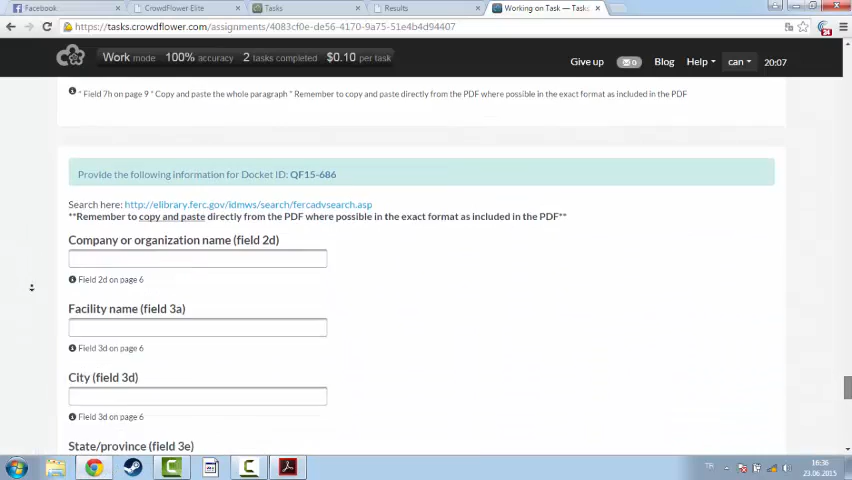 Facebook
CrowdFlower Elite
Tasks
Results
Working on Task — Task
https://tasks.crowdflower.com/assignments/4083cf0e-de56-4170-9a75-51e4b4d94407
Work mode 100% accuracy 2 tasks completed $0.10 per task
Give up 0 Blog Help can 20:07
* Field 7h on page 9 * Copy and paste the whole paragraph * Remember to copy and paste directly from the PDF where possible in the exact format as included in the PDF
Provide the following information for Docket ID: QF15-686
Search here: http://elibrary.ferc.gov/idmws/search/fercadvsearch.asp
**Remember to copy and paste directly from the PDF where possible in the exact format as included in the PDF**
Company or organization name (field 2d)
Field 2d on page 6
Facility name (field 3a)
Field 3d on page 6
City (field 3d)
Field 3d on page 6
State/province (field 3e)
TR
16:36
23.06.2015